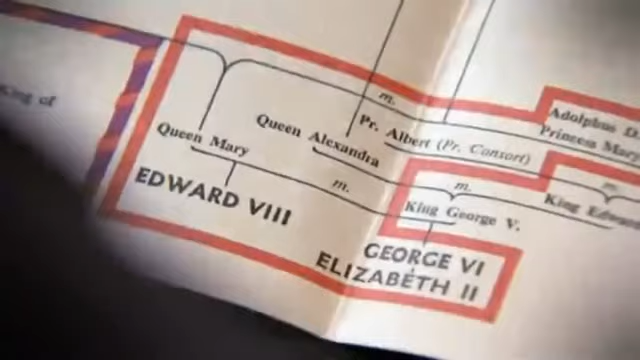 King of
m.
Adolphus D.
Princess Mary
Pr. Albert (Pr. Consort)
Queen Alexandra
Queen Mary
m.
m.
m.
King Edward
EDWARD VIII
King George V.
GEORGE VI
ELIZABETH II